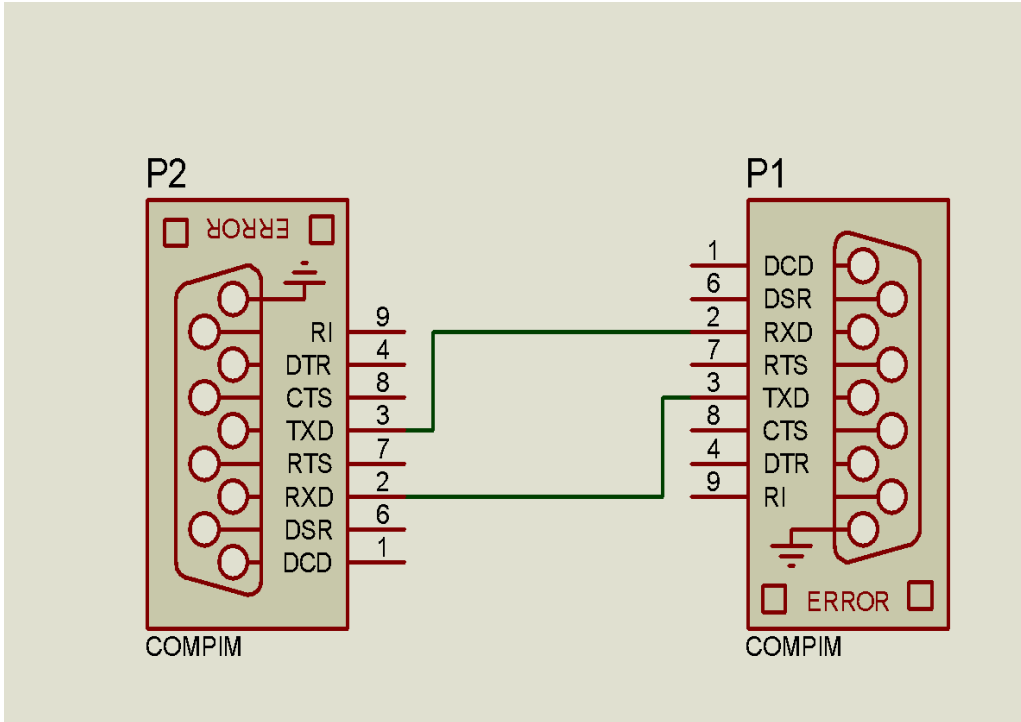 P2
ERROR
9
RI
4
DTR
8
CTS
3
TXD
7
RTS
2
RXD
6
DSR
1
DCD
COMPIM
P1
1
DCD
6
DSR
2
RXD
7
RTS
3
TXD
8
CTS
4
DTR
9
RI
ERROR
COMPIM